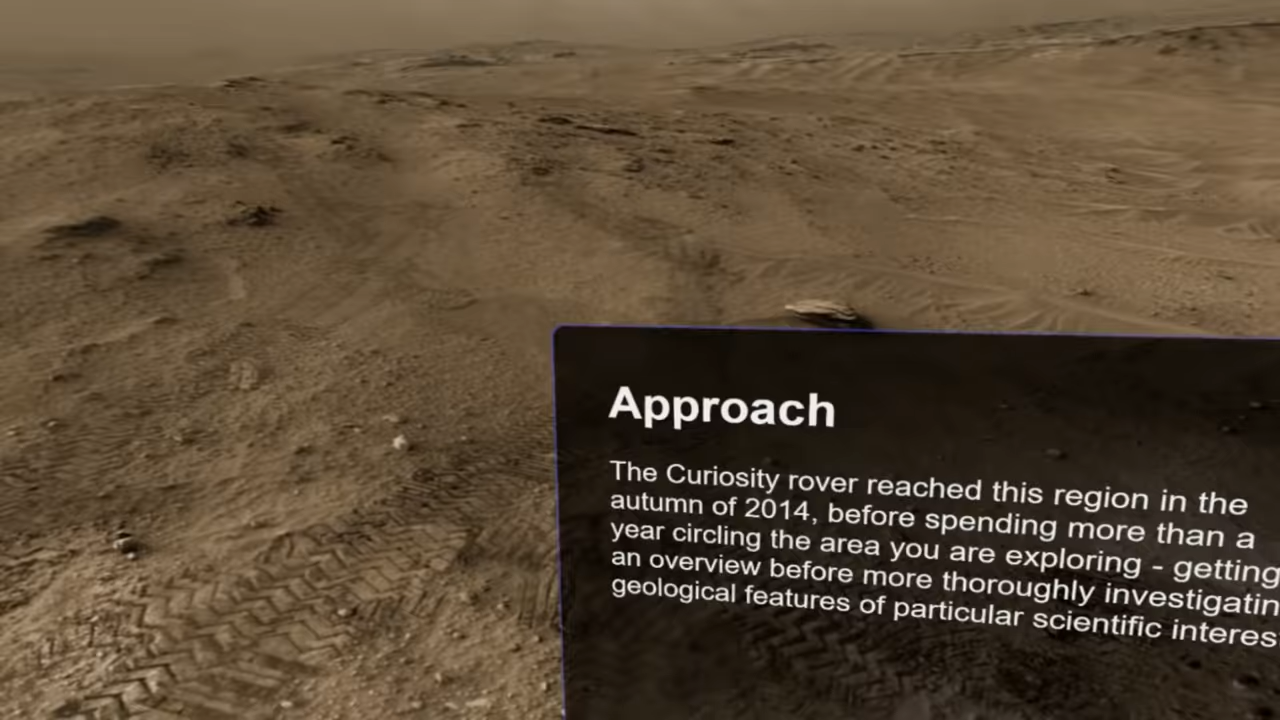 Approach
The Curiosity rover reached this region in the
autumn of 2014, before spending more than a
year circling the area you are exploring - getting
an overview before more thoroughly investigatin
geological features of particular scientific interes